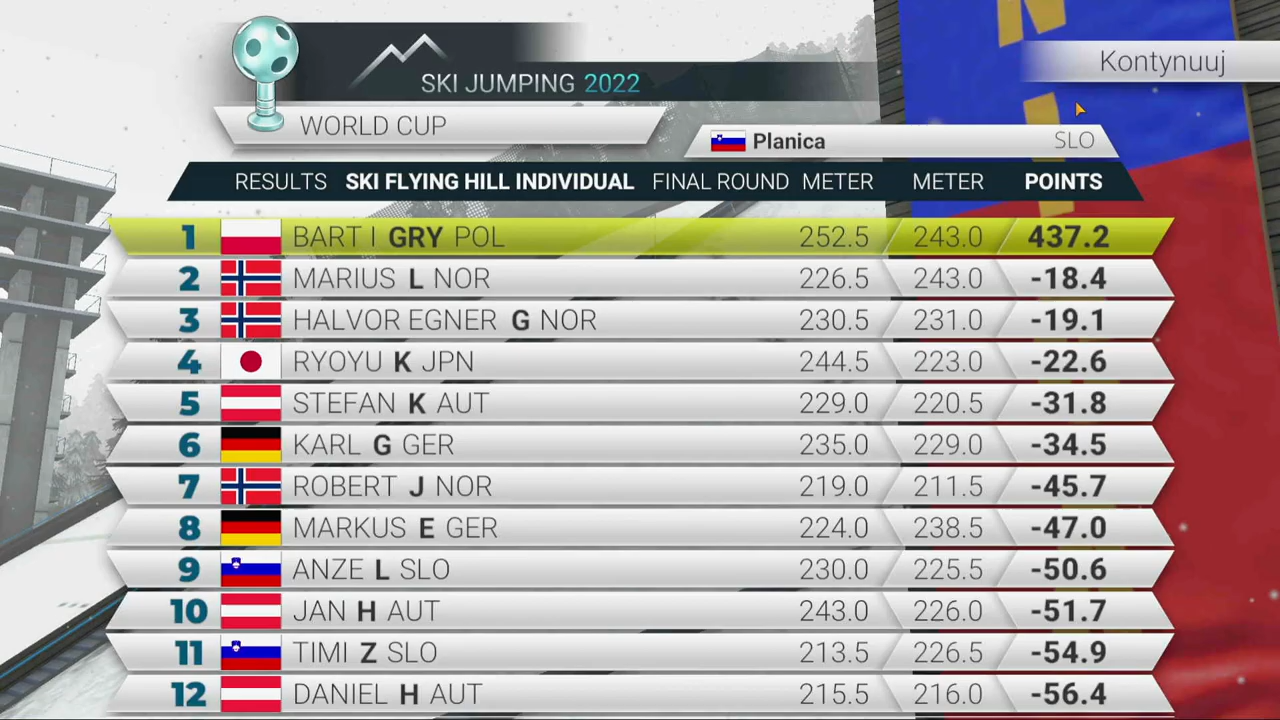 SKI JUMPING 2022
Kontynuuj
WORLD CUP
Planica SLO
RESULTS SKI FLYING HILL INDIVIDUAL FINAL ROUND METER METER POINTS
1 BART I GRY POL 252.5 243.0 437.2
2 MARIUS L NOR 226.5 243.0 -18.4
3 HALVOR EGNER G NOR 230.5 231.0 -19.1
4 RYOYU K JPN 244.5 223.0 -22.6
5 STEFAN K AUT 229.0 220.5 -31.8
6 KARL G GER 235.0 229.0 -34.5
7 ROBERT J NOR 219.0 211.5 -45.7
8 MARKUS E GER 224.0 238.5 -47.0
9 ANZE L SLO 230.0 225.5 -50.6
10 JAN H AUT 243.0 226.0 -51.7
11 TIMI Z SLO 213.5 226.5 -54.9
12 DANIEL H AUT 215.5 216.0 -56.4